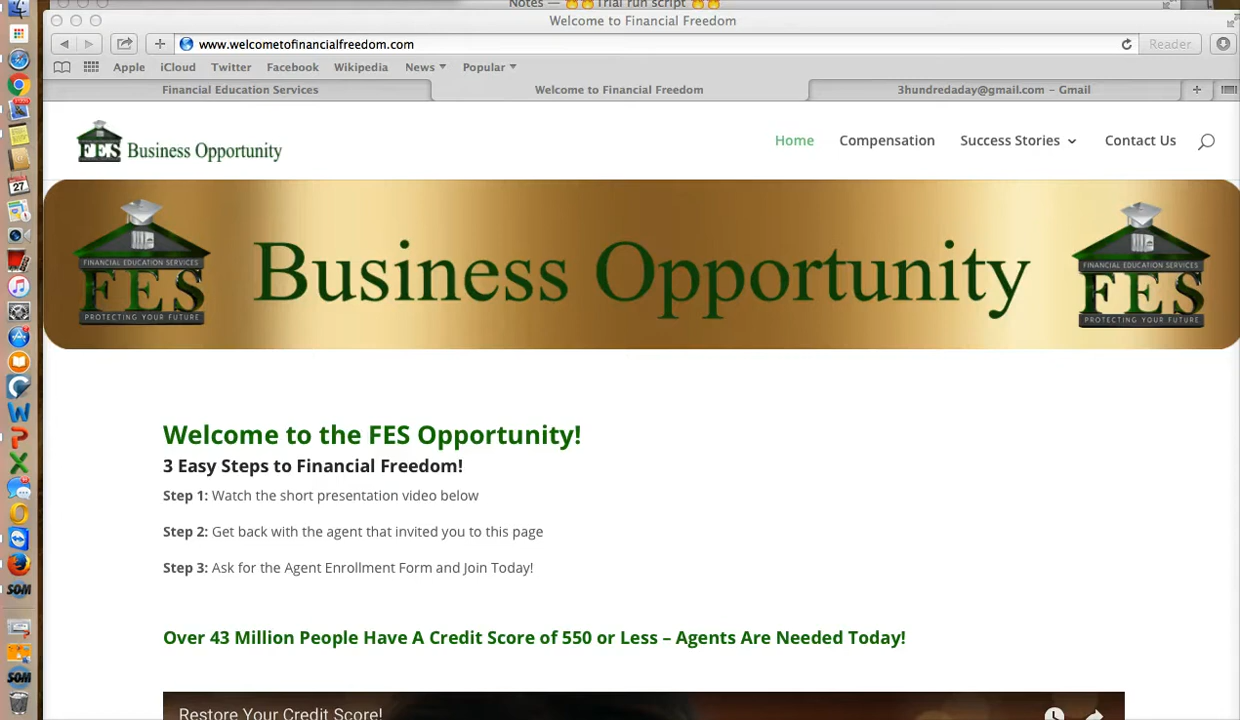 Notes — 🤗🤗Trial run script 🤗🤗
Welcome to Financial Freedom
www.welcometofinancialfreedom.com
Reader
Apple iCloud Twitter Facebook Wikipedia News Popular
Financial Education Services Welcome to Financial Freedom 3hundredaday@gmail.com – Gmail
FES Business Opportunity
Home Compensation Success Stories Contact Us
FINANCIAL EDUCATION SERVICES
FES
PROTECTING YOUR FUTURE
Business Opportunity
FINANCIAL EDUCATION SERVICES
FES
PROTECTING YOUR FUTURE
Welcome to the FES Opportunity!
3 Easy Steps to Financial Freedom!
Step 1: Watch the short presentation video below
Step 2: Get back with the agent that invited you to this page
Step 3: Ask for the Agent Enrollment Form and Join Today!
Over 43 Million People Have A Credit Score of 550 or Less – Agents Are Needed Today!
Restore Your Credit Score!
27
SOM
SOM